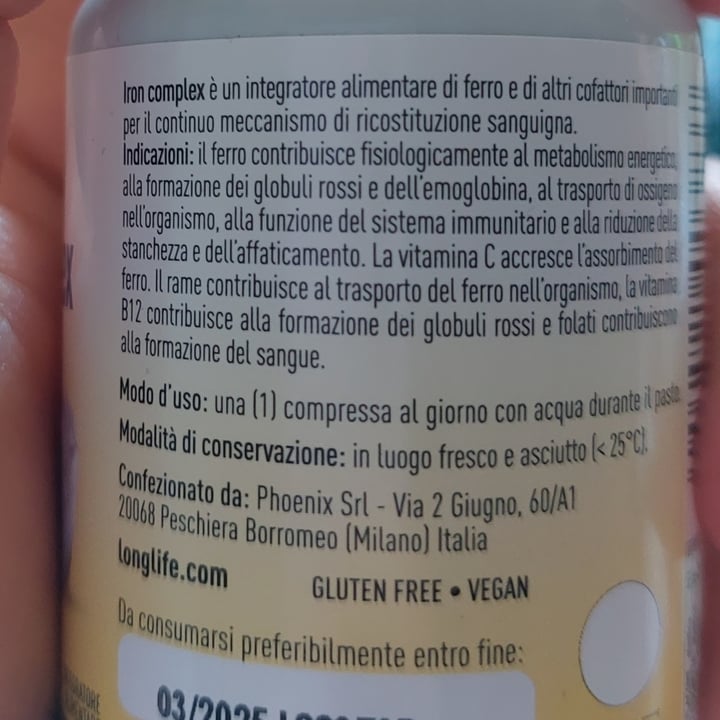 Iron complex è un integratore alimentare di ferro e di altri cofattori importanti
per il continuo meccanismo di ricostituzione sanguigna.
Indicazioni: il ferro contribuisce fisiologicamente al metabolismo energetico,
alla formazione dei globuli rossi e dell'emoglobina, al trasporto di ossigeno
nell'organismo, alla funzione del sistema immunitario e alla riduzione della
stanchezza e dell'affaticamento. La vitamina C accresce l'assorbimento del
ferro. Il rame contribuisce al trasporto del ferro nell'organismo, la vitamina
B12 contribuisce alla formazione dei globuli rossi e folati contribuiscono
alla formazione del sangue.
Modo d'uso: una (1) compressa al giorno con acqua durante il pasto.
Modalità di conservazione: in luogo fresco e asciutto (< 25°C).
Confezionato da: Phoenix Srl - Via 2 Giugno, 60/A1
20068 Peschiera Borromeo (Milano) Italia
longlife.com
GLUTEN FREE • VEGAN
Da consumarsi preferibilmente entro fine:
03/2025